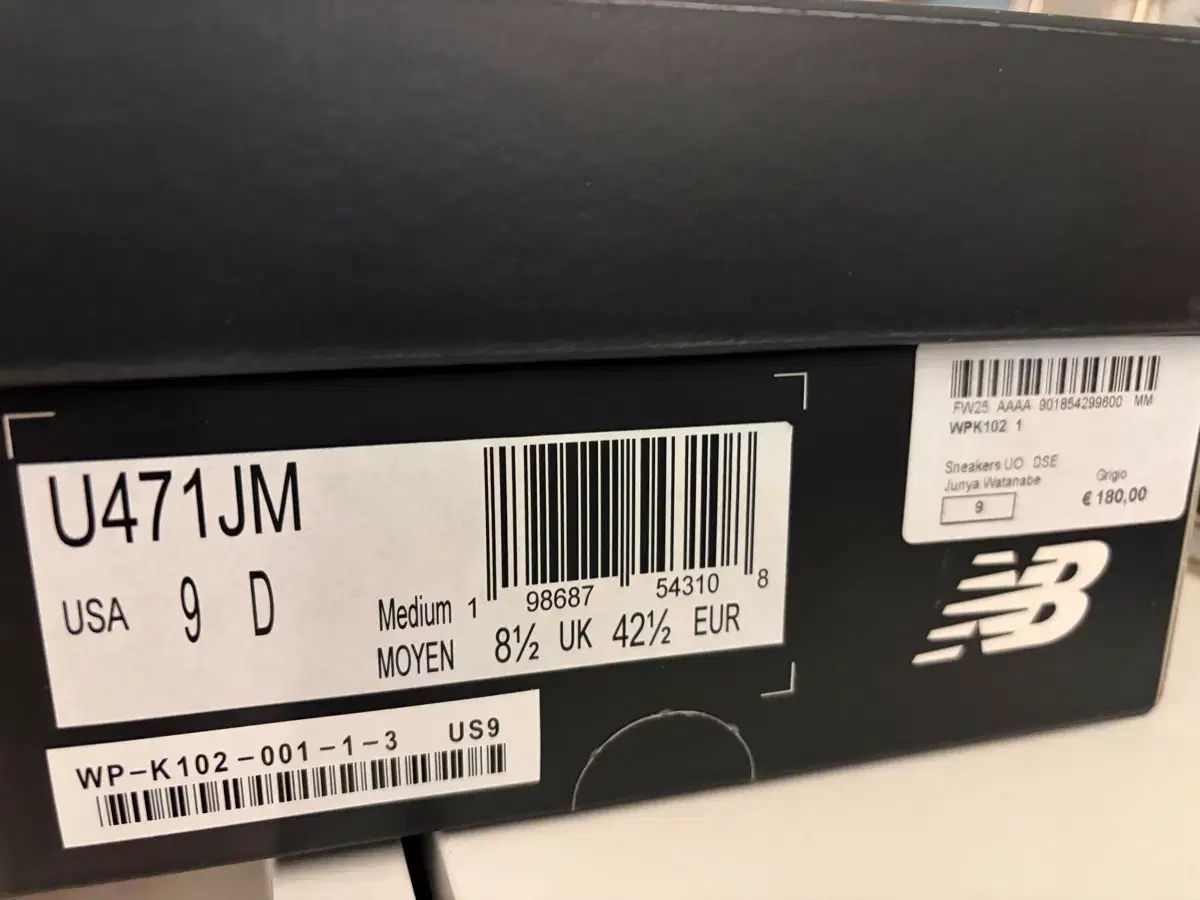 U471JM
USA 9 D
Medium
MOYEN
1 98687 54310 8
8½ UK 42½ EUR
WP-K102-001-1-3 US9
FW25 AAAA 901854299800 MM
WPK102 1
Sneakers UO DSE
Junya Watanabe
Grigio
9
€ 180,00
NB